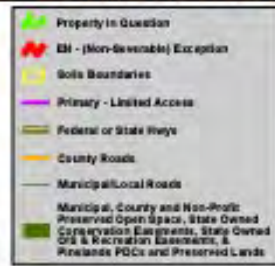 Property In Question
EN - (Non-Severable) Exception
Soils Boundaries
Primary - Limited Access
Federal or State Hwys
County Roads
Municipal/Local Roads
Municipal, County and Non-Profit
Preserved Open Space, State Owned
Conservation Easements, State Owned
O/S & Recreation Easements, &
Pinelands PDCs and Preserved Lands